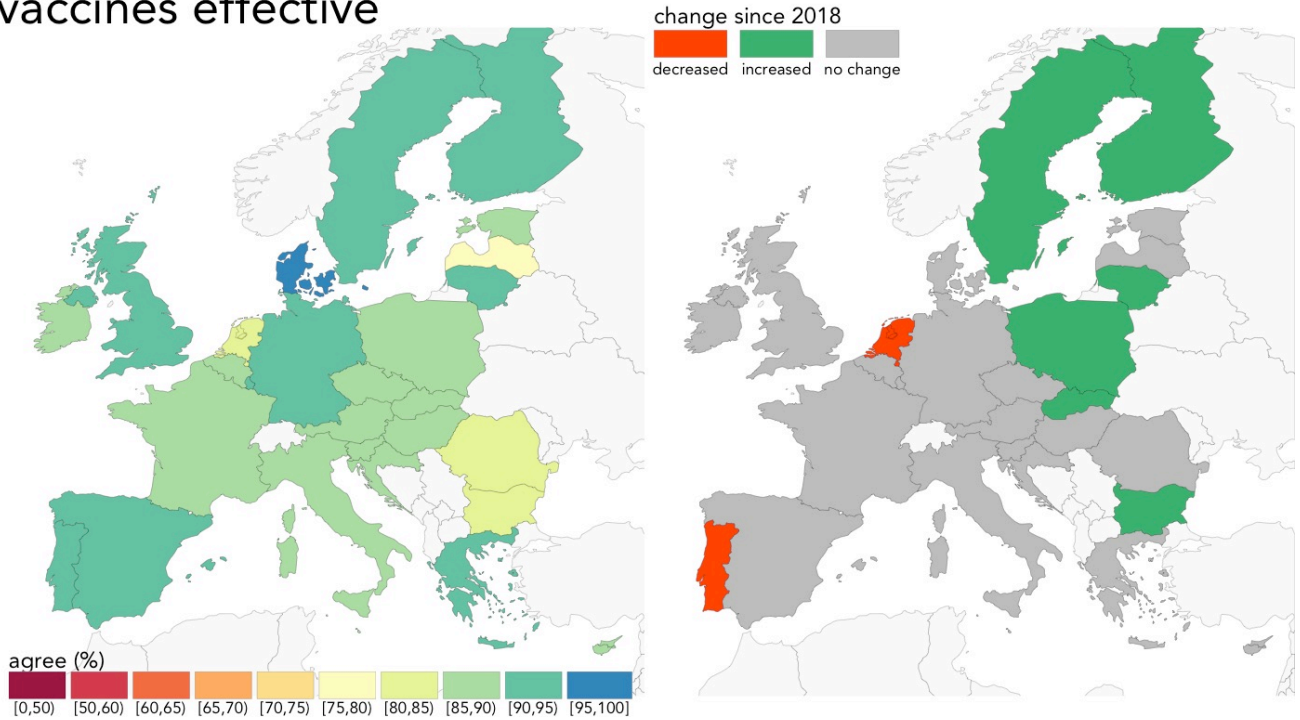 vaccines effective
change since 2018
decreased increased no change
agree (%)
[0,50) [50,60) [60,65) [65,70) [70,75) [75,80) [80,85) [85,90) [90,95) [95,100]